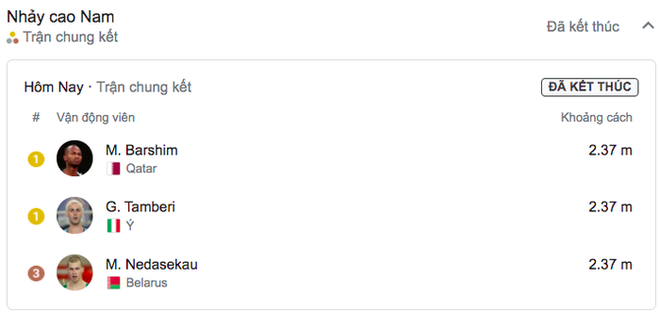 Nhảy cao Nam
Trận chung kết
Đã kết thúc
Hôm Nay · Trận chung kết
ĐÃ KẾT THÚC
# Vận động viên Khoảng cách
1 M. Barshim 2.37 m
Qatar
1 G. Tamberi 2.37 m
Ý
3 M. Nedasekau 2.37 m
Belarus